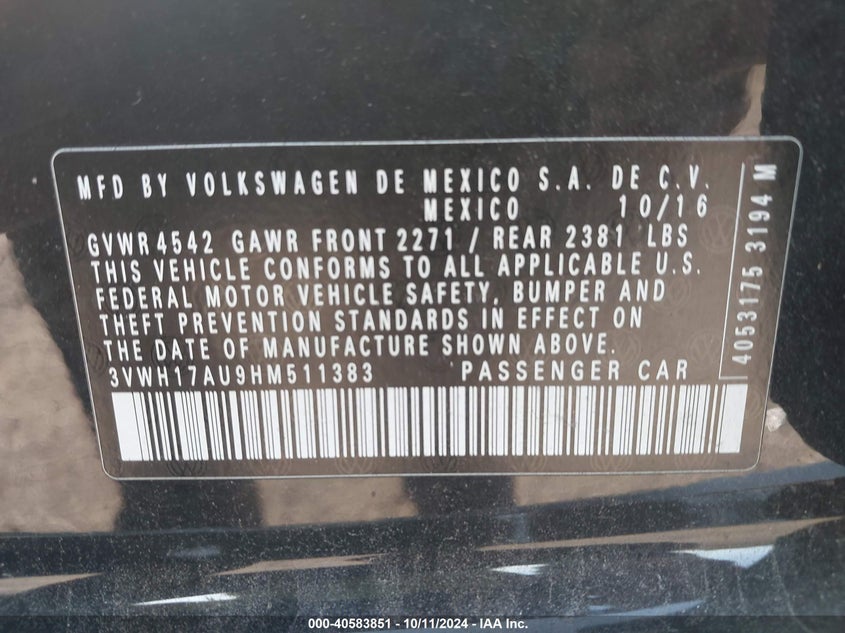 MFD BY VOLKSWAGEN DE MEXICO S.A. DE C.V.
MEXICO 10/16
GVWR 4542 GAWR FRONT 2271 / REAR 2381 LBS
THIS VEHICLE CONFORMS TO ALL APPLICABLE U.S.
FEDERAL MOTOR VEHICLE SAFETY, BUMPER AND
THEFT PREVENTION STANDARDS IN EFFECT ON
THE DATE OF MANUFACTURE SHOWN ABOVE.
3VWH17AU9HM511383 PASSENGER CAR
4053175 3194 M
000-40583851 - 10/11/2024 - IAA Inc.